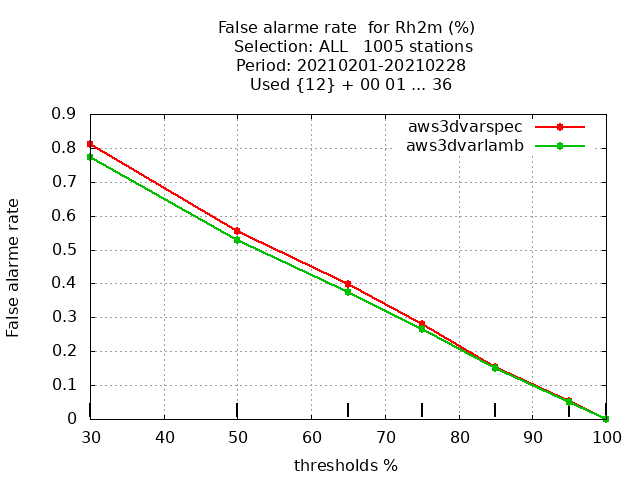 False alarme rate  for Rh2m (%)
Selection: ALL   1005 stations
Period: 20210201-20210228
Used {12} + 00 01 ... 36
aws3dvarspec
aws3dvarlamb
False alarme rate
0.9
0.8
0.7
0.6
0.5
0.4
0.3
0.2
0.1
0
30 40 50 60 70 80 90 100
thresholds %